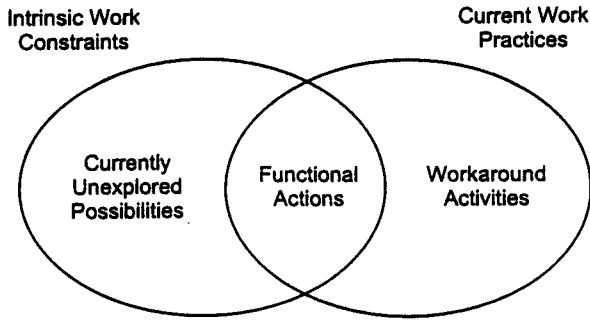 Intrinsic Work
Constraints
Current Work
Practices
Currently
Unexplored
Possibilities
Functional
Actions
Workaround
Activities